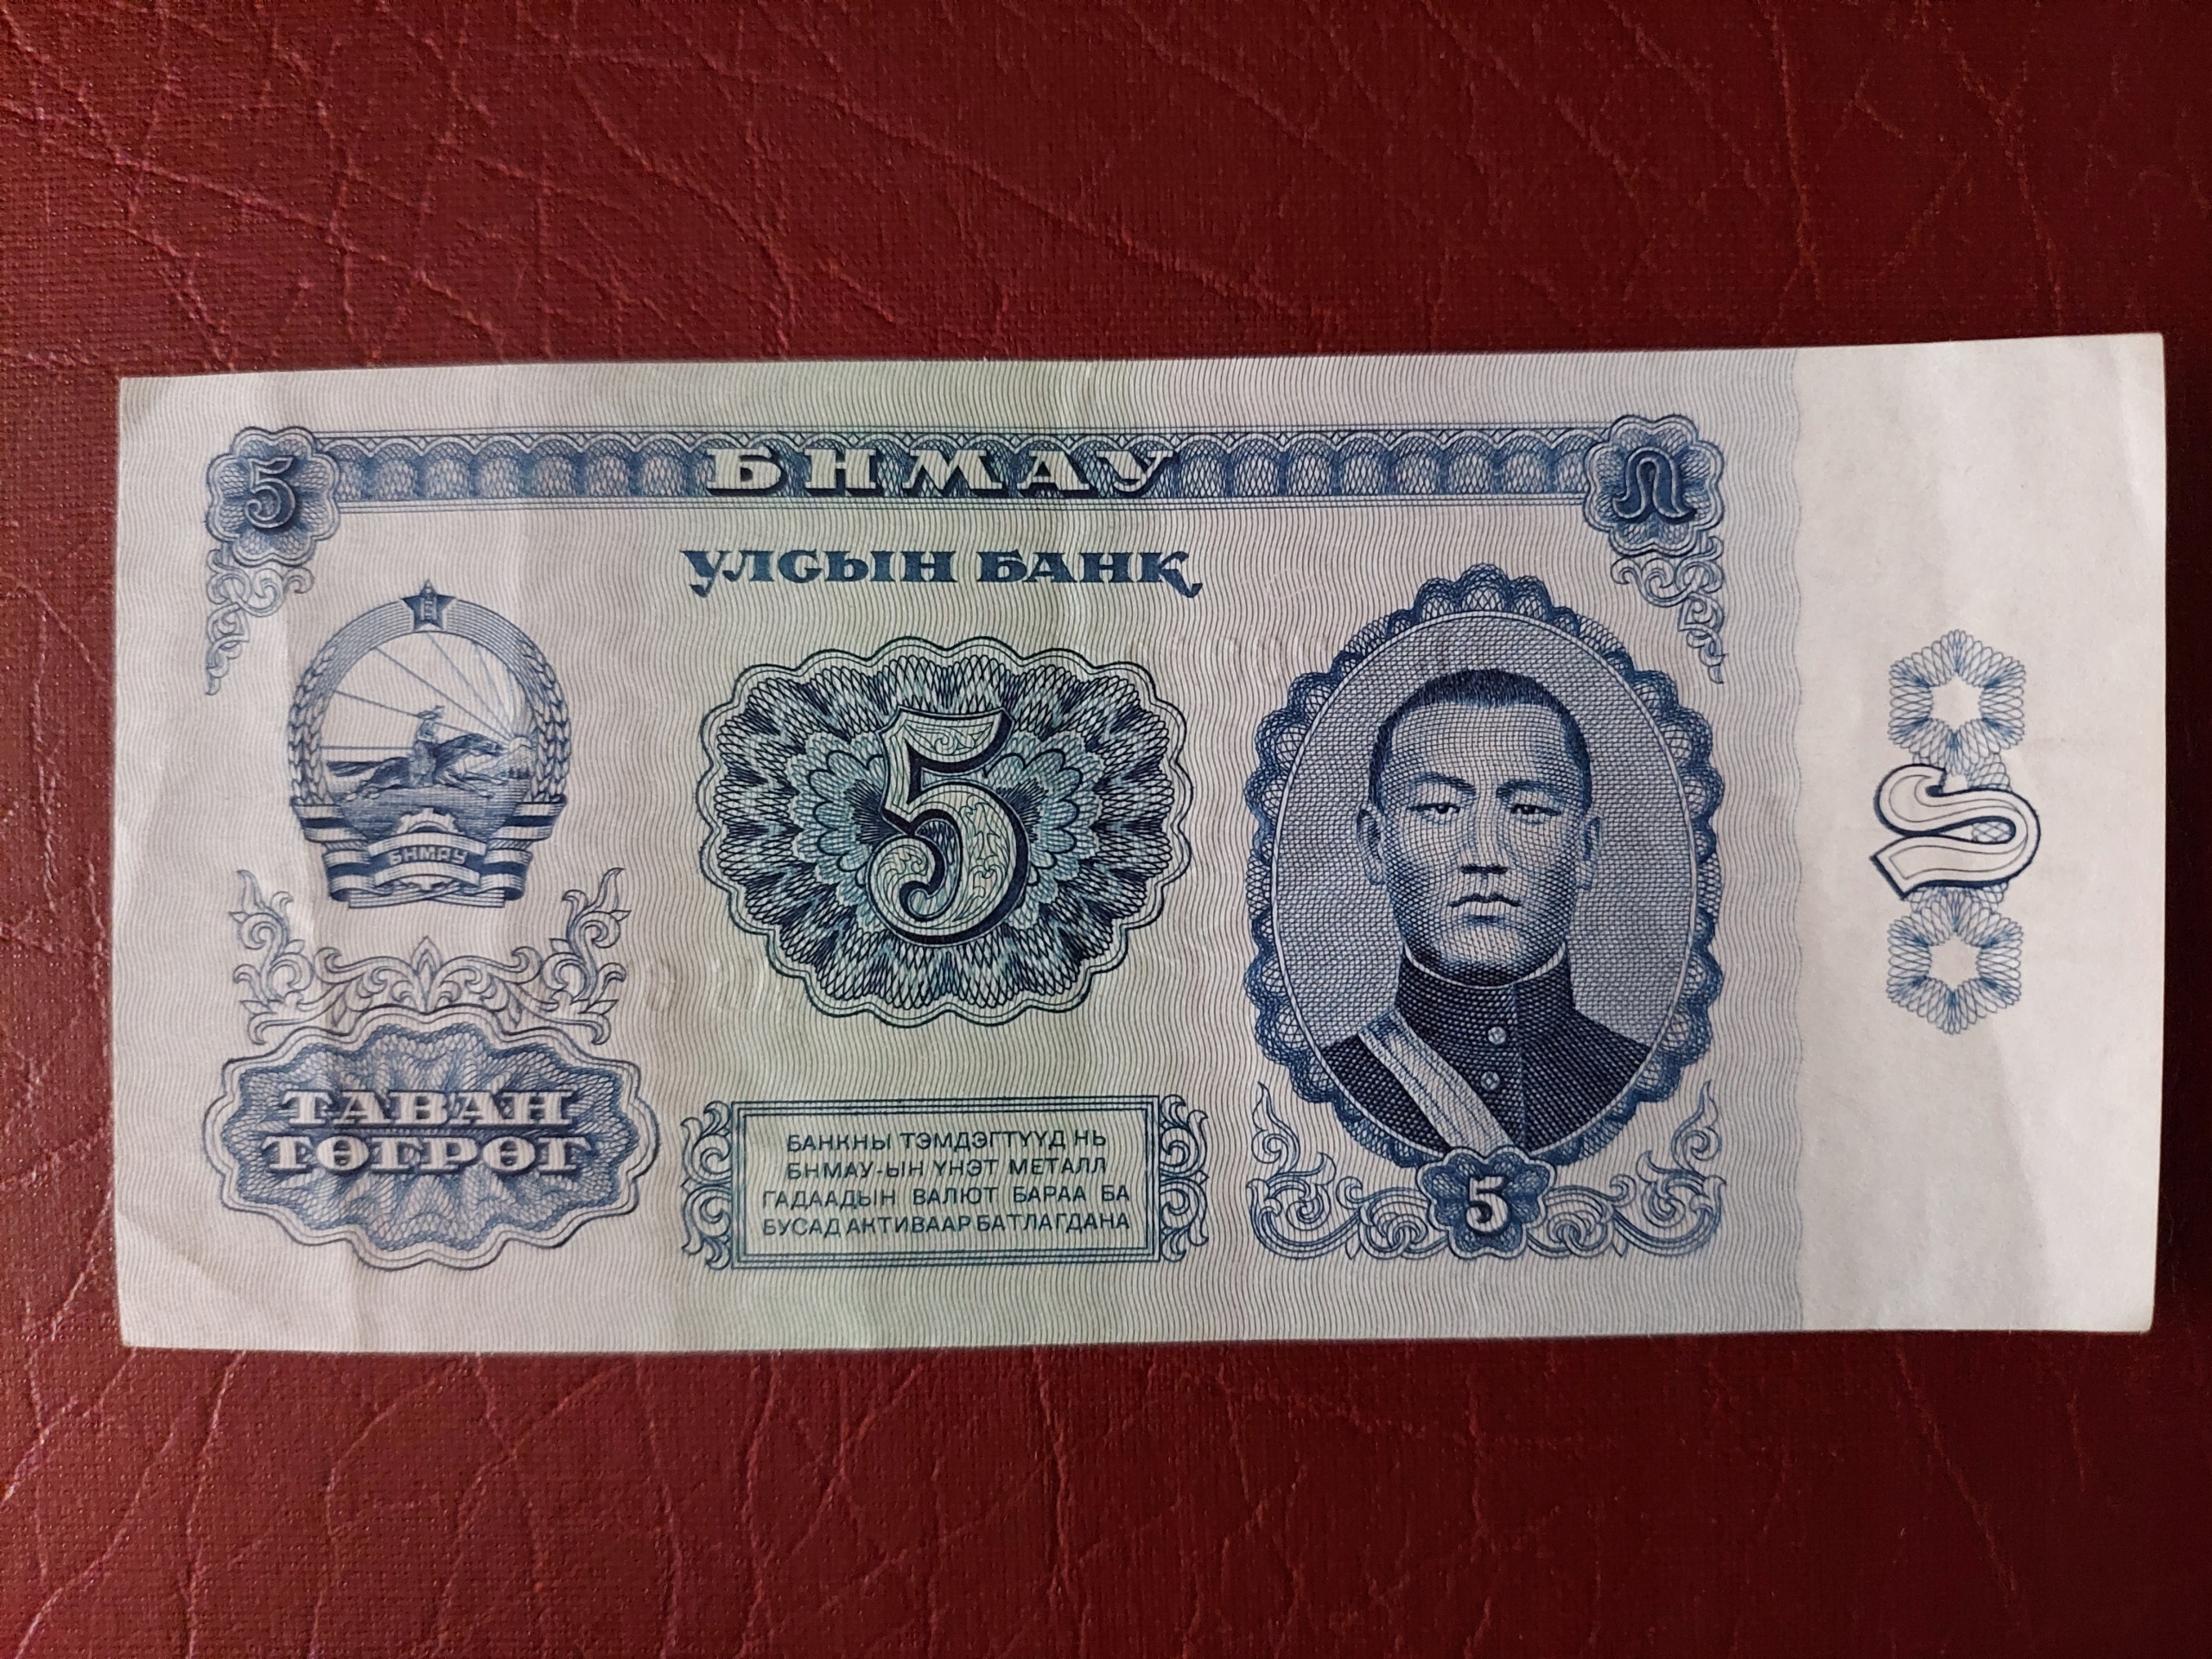 5
БНМАУ
УЛСЫН БАНК
БНМАУ
5
ТАВАН
ТӨГРӨГ
БАНКНЫ ТЭМДЭГТҮҮД НЬ
БНМАУ-ЫН ҮНЭТ МЕТАЛЛ
ГАДААДЫН ВАЛЮТ БАРАА БА
БУСАД АКТИВААР БАТЛАГДАНА
5
5